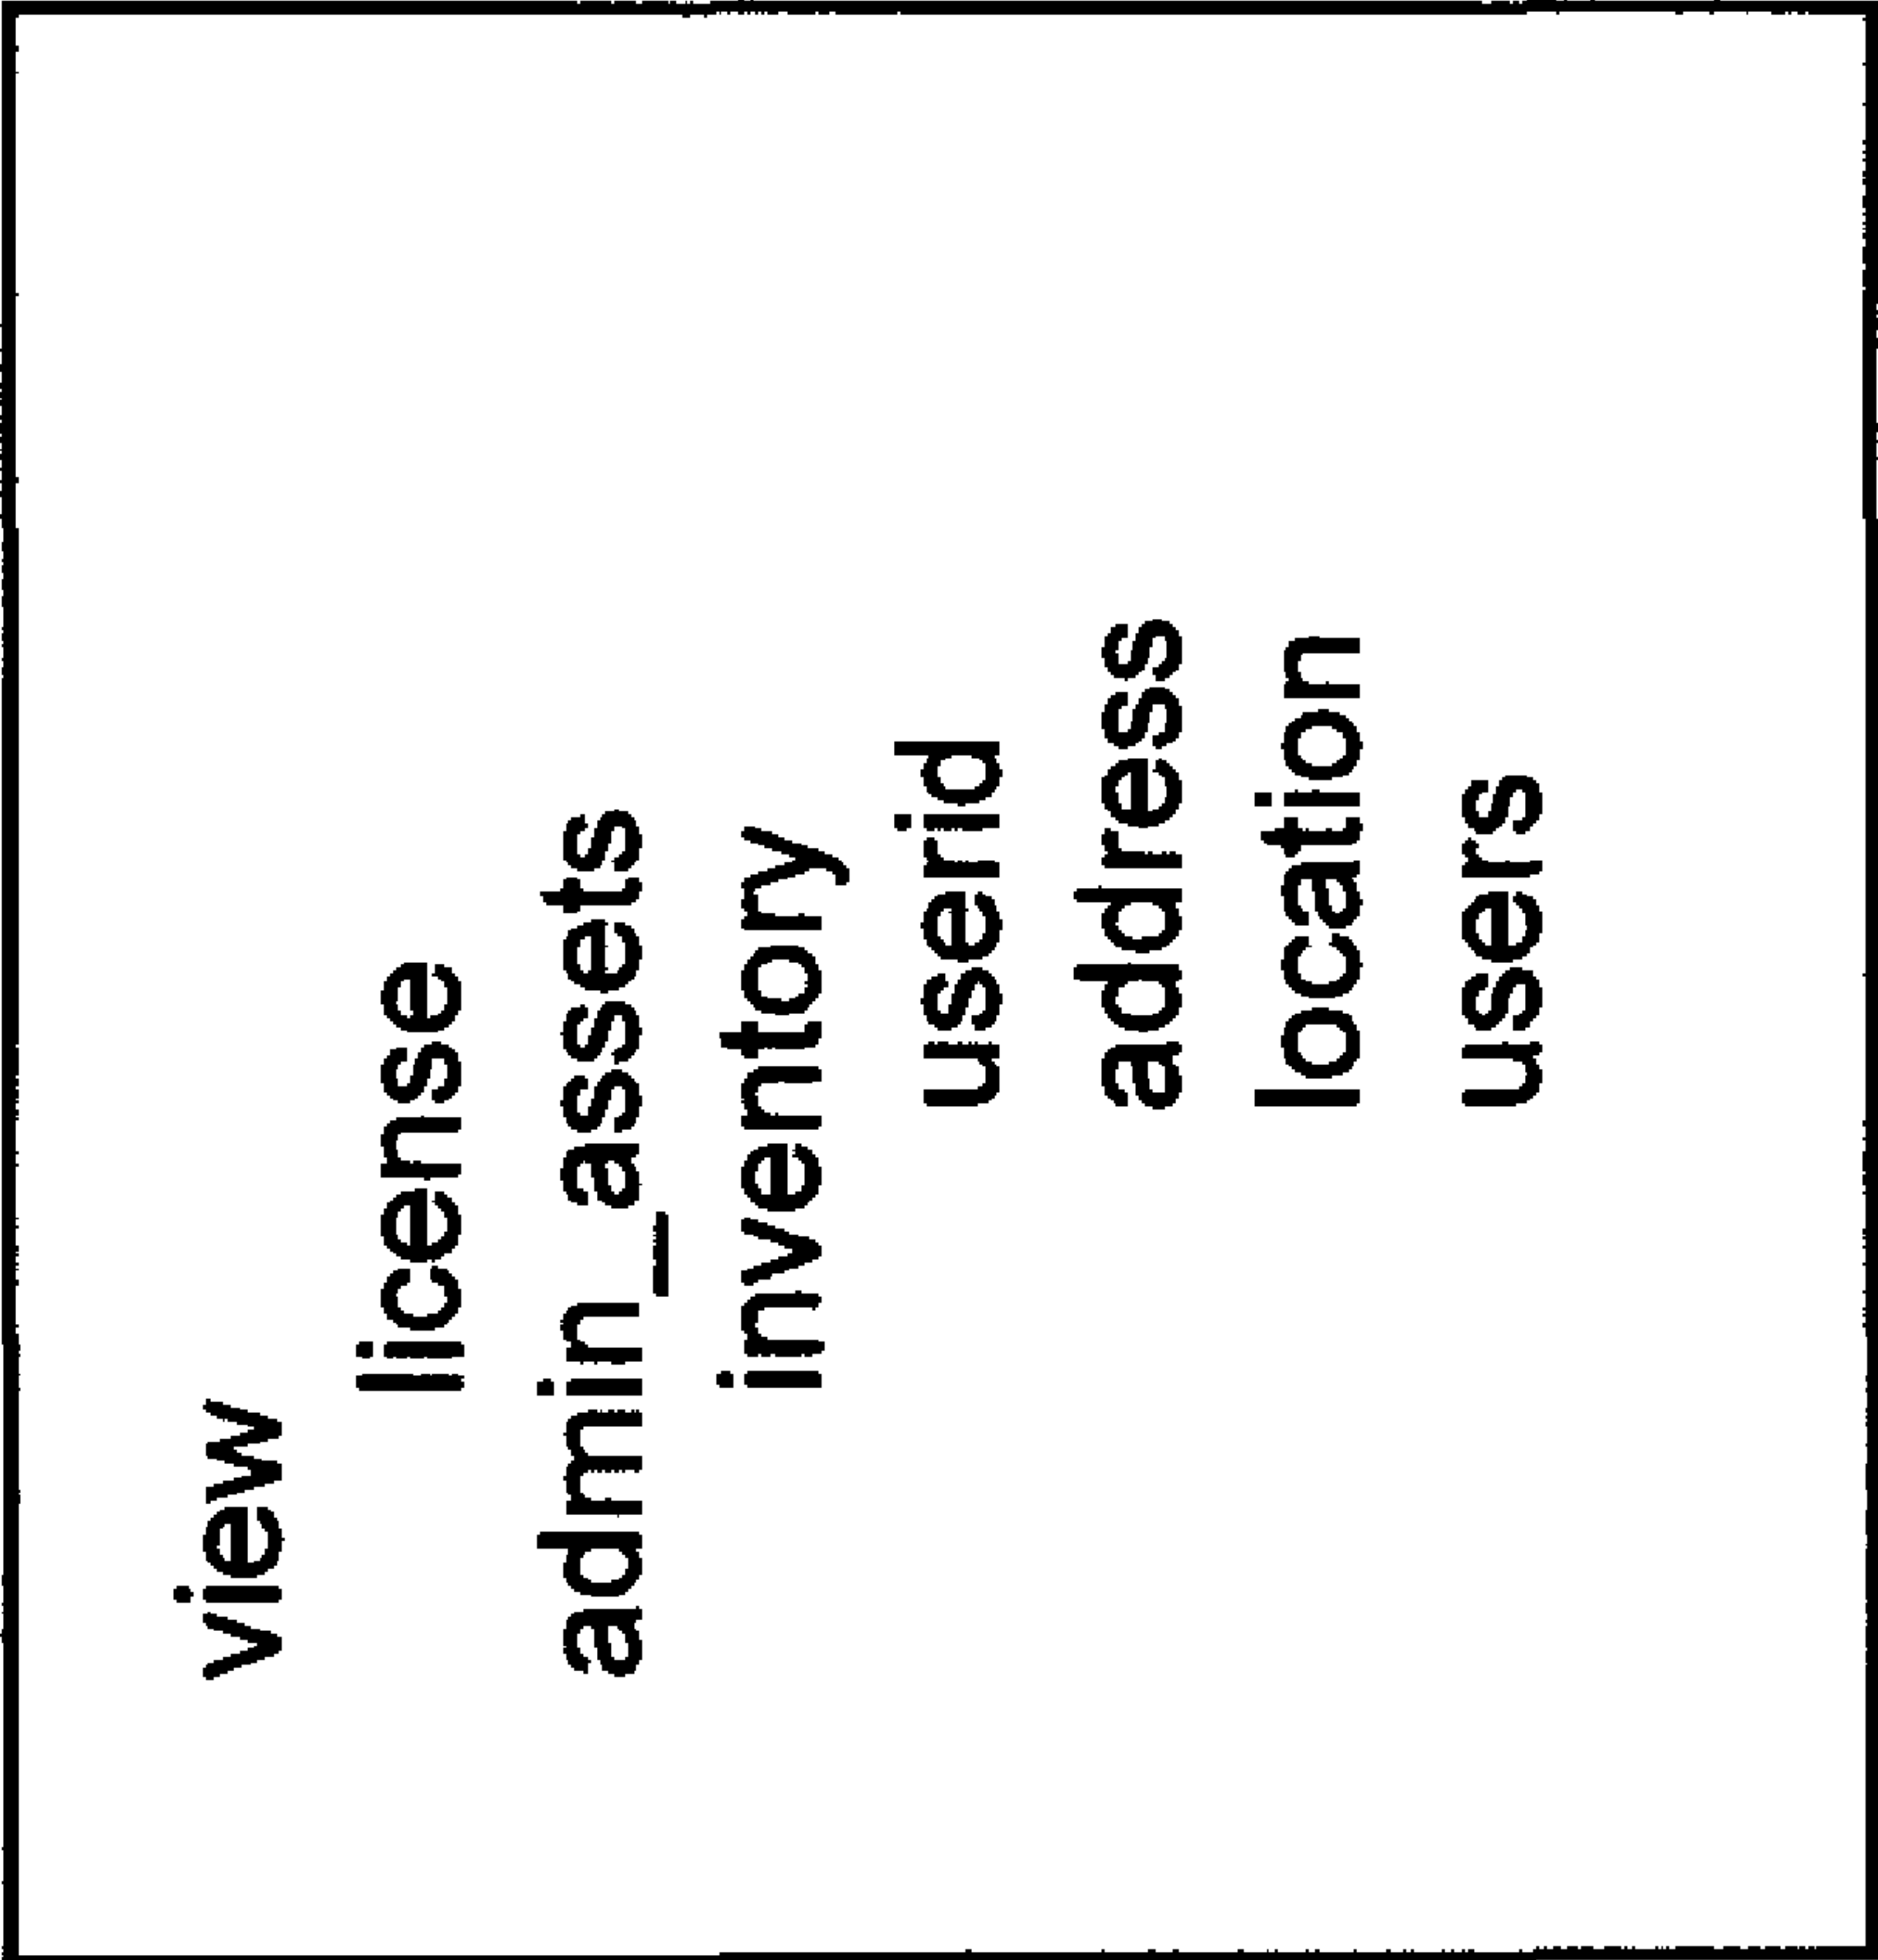 view
license
admin_assets
inventory
userid
address
location
users